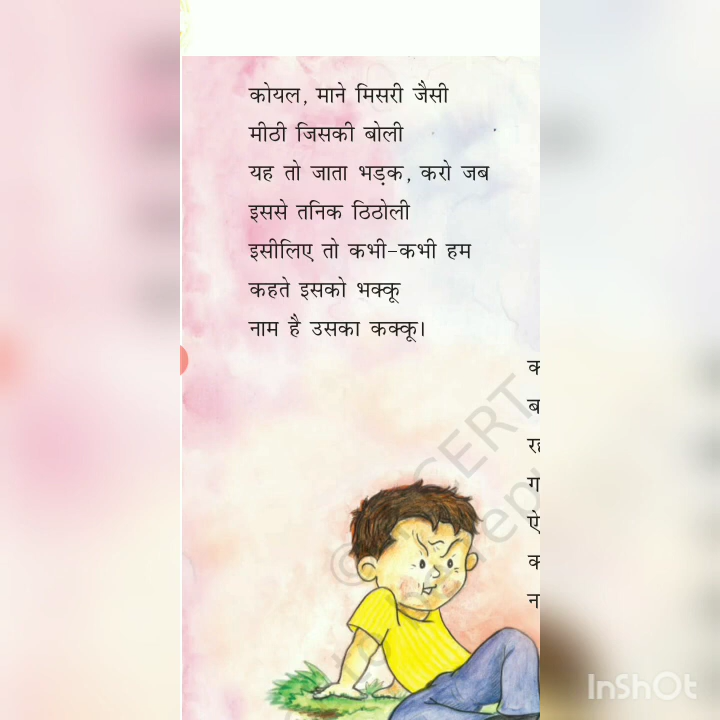 कोयल, माने मिसरी जैसी
मीठी जिसकी बोली
यह तो जाता भड़क, करो जब
इससे तनिक ठिठोली
इसीलिए तो कभी-कभी हम
कहते इसको भक्कू
नाम है उसका कक्कू।
InShOt